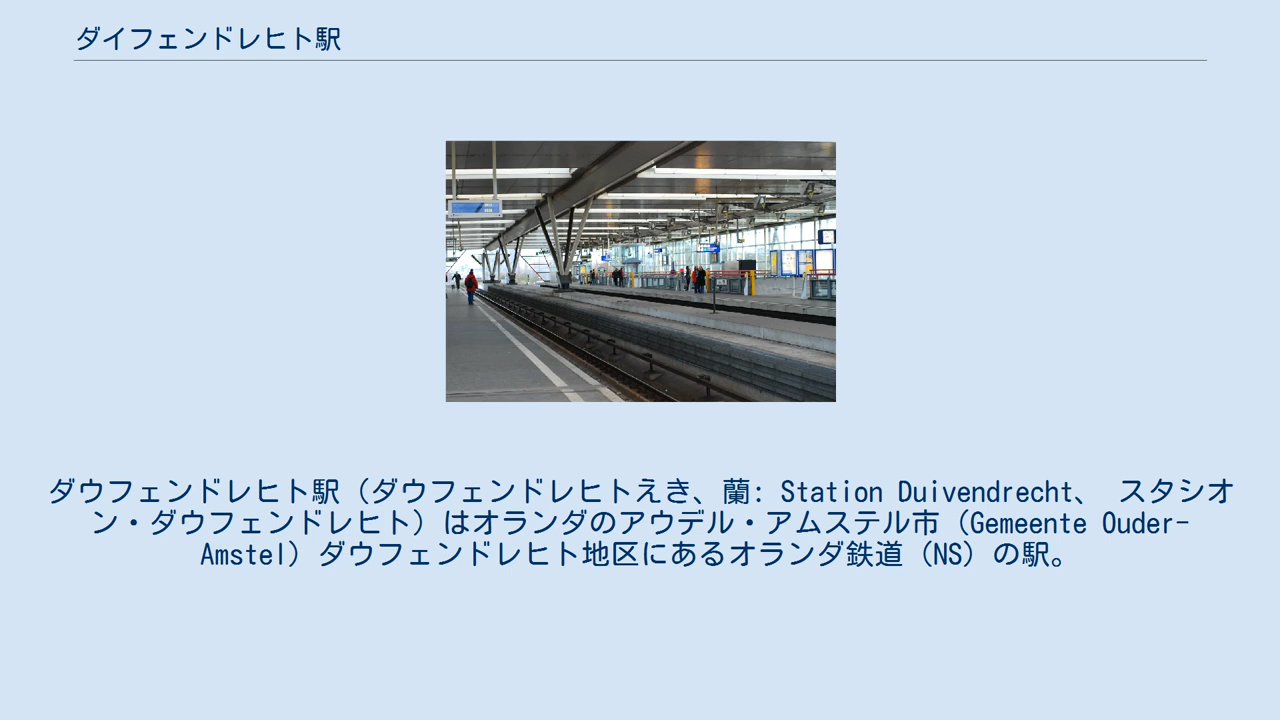 ダイフェンドレヒト駅
ダウフェンドレヒト駅（ダウフェンドレヒトえき、蘭: Station Duivendrecht、 スタシオ
ン・ダウフェンドレヒト）はオランダのアウデル・アムステル市（Gemeente Ouder-
Amstel）ダウフェンドレヒト地区にあるオランダ鉄道（NS）の駅。